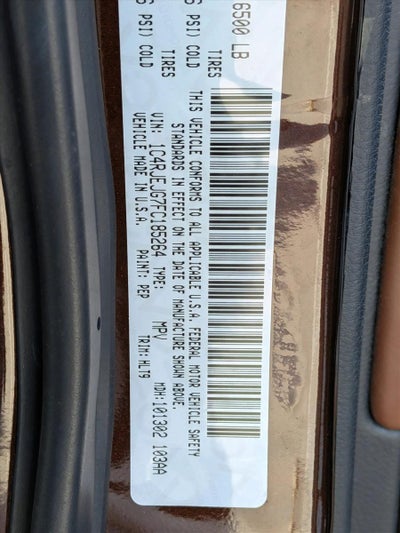 6500 LB
6 PSI) COLD
TIRES
6 PSI) COLD
TIRES
THIS VEHICLE CONFORMS TO ALL APPLICABLE U.S.A. FEDERAL MOTOR VEHICLE SAFETY
STANDARDS IN EFFECT ON THE DATE OF MANUFACTURE SHOWN ABOVE.
VIN: 1C4RJEJG7FC185264 TYPE: MPV MDH:101302 103AA
VEHICLE MADE IN U.S.A. PAINT: PEP TRIM:HLT9